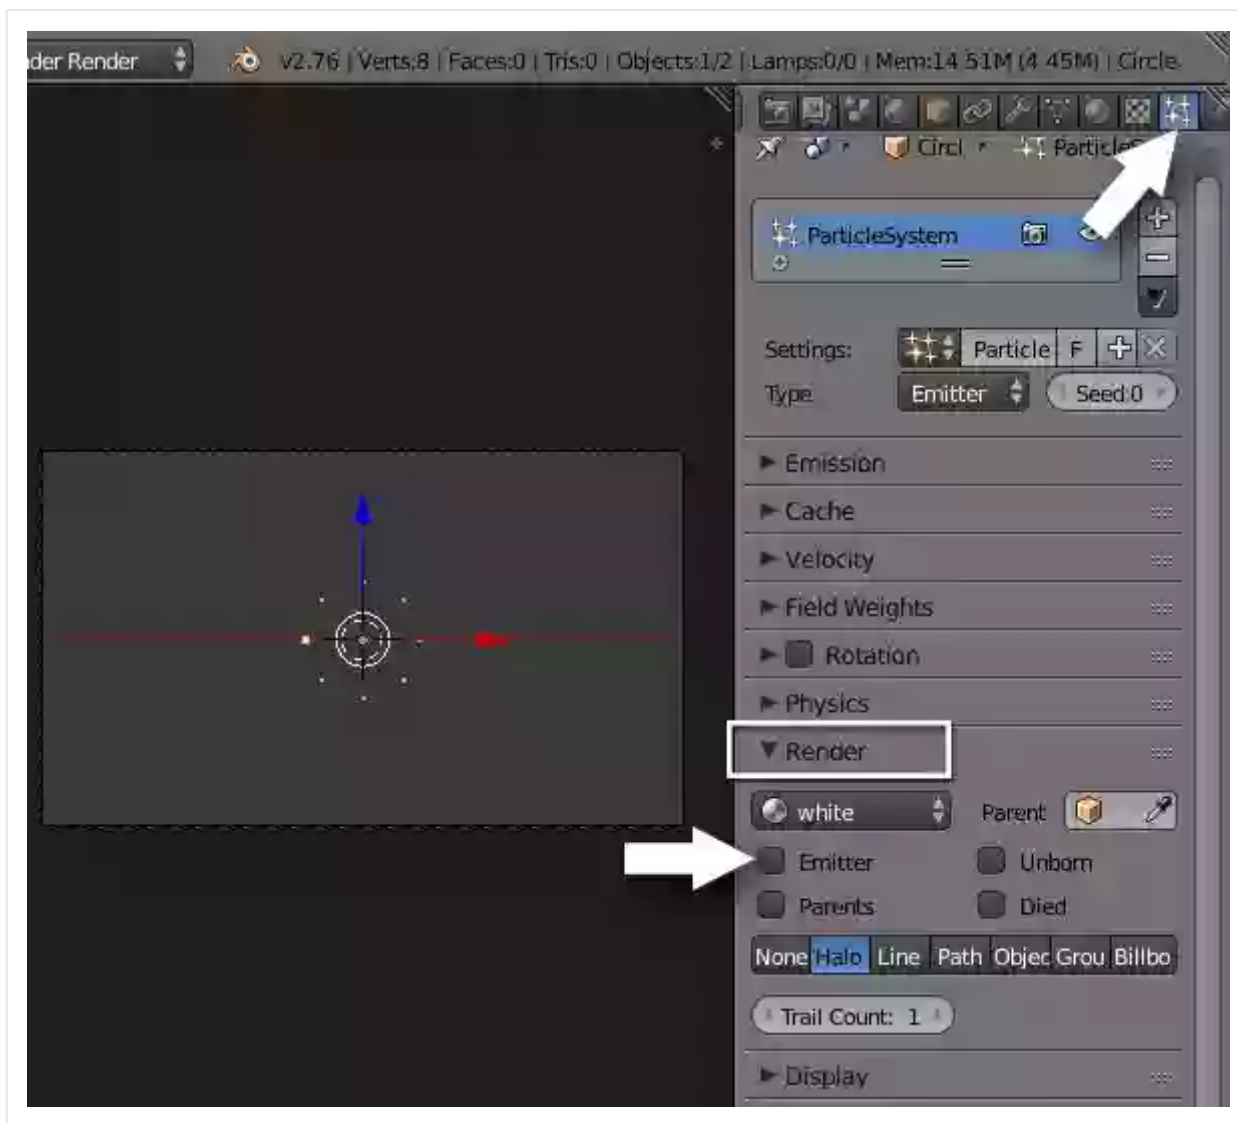 der Render
v2.76 | Verts:8 | Faces:0 | Tris:0 | Objects:1/2 | Lamps:0/0 | Mem:14.51M (4.45M) | Circle
Circl
ParticleSystem
Settings: Particle F
Type: Emitter Seed:0
Emission
Cache
Velocity
Field Weights
Rotation
Physics
Render
white Parent
Emitter Unborn
Parents Died
None Halo Line Path Objec Grou Billbo
Trail Count: 1
Display